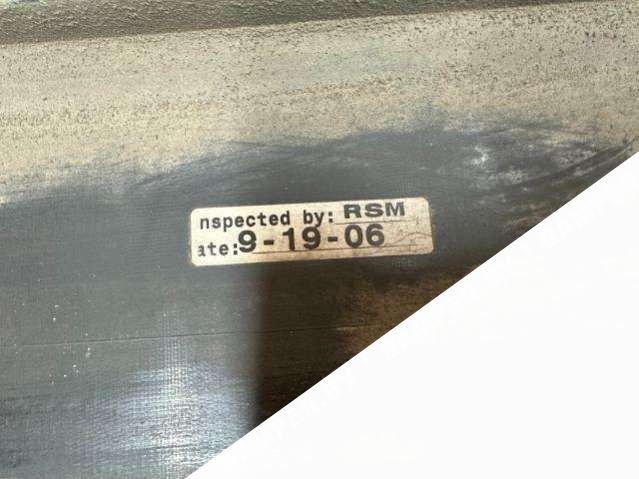 nspected by: RSM
ate: 9-19-06